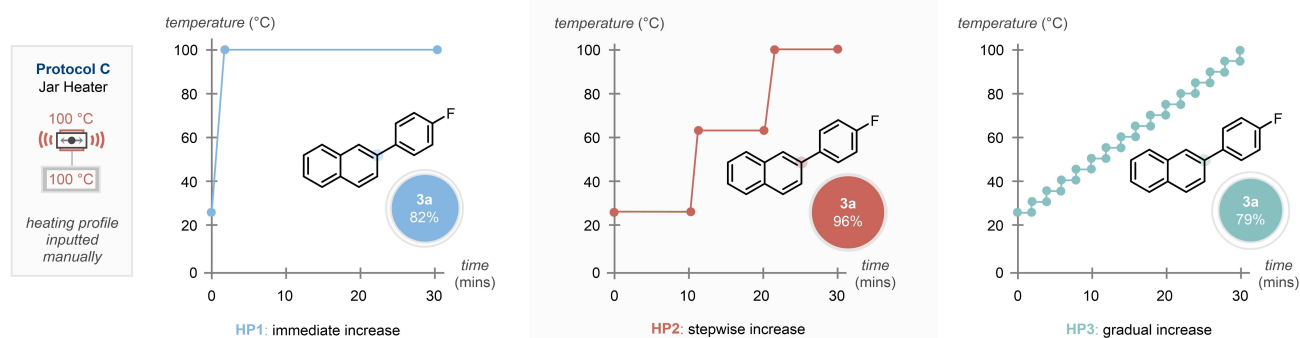 Protocol C
Jar Heater
100 °C
100 °C
heating profile
inputted
manually
temperature (°C)
100
80
60
40
20
0
0
10
20
30
time
(mins)
F
3a
82%
HP1: immediate increase
temperature (°C)
100
80
60
40
20
0
0
10
20
30
time
(mins)
F
3a
96%
HP2: stepwise increase
temperature (°C)
100
80
60
40
20
0
0
10
20
30
time
(mins)
F
3a
79%
HP3: gradual increase